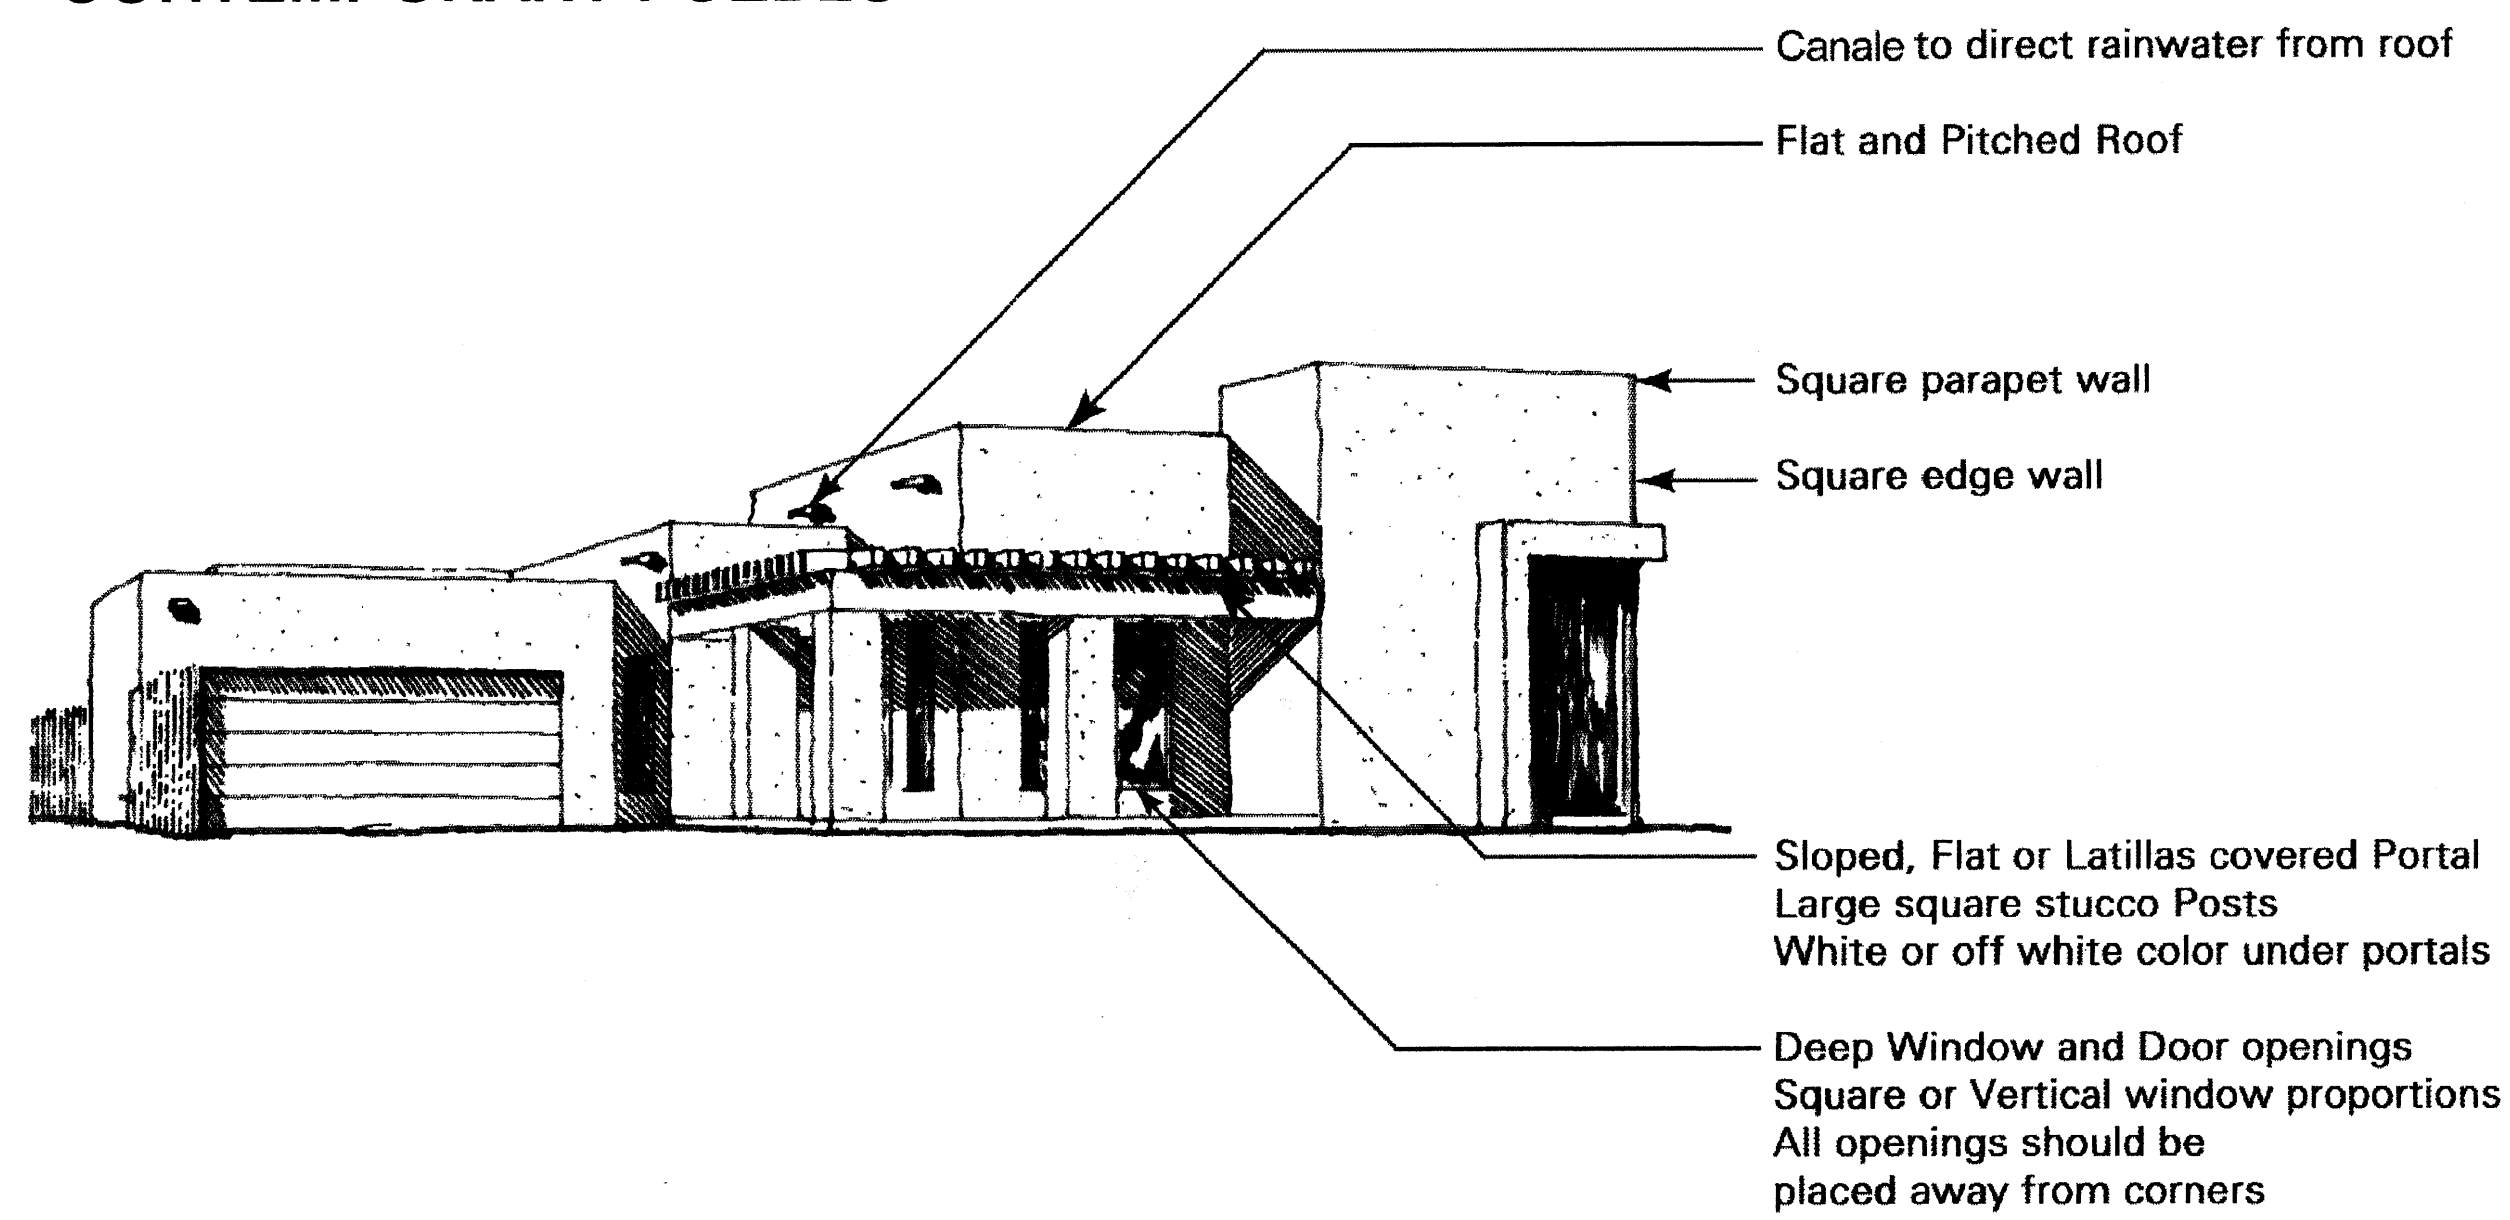 Canale to direct rainwater from roof
Flat and Pitched Roof
Square parapet wall
Square edge wall
Sloped, Flat or Latillas covered Portal
Large square stucco Posts
White or off white color under portals
Deep Window and Door openings
Square or Vertical window proportions
All openings should be
placed away from corners